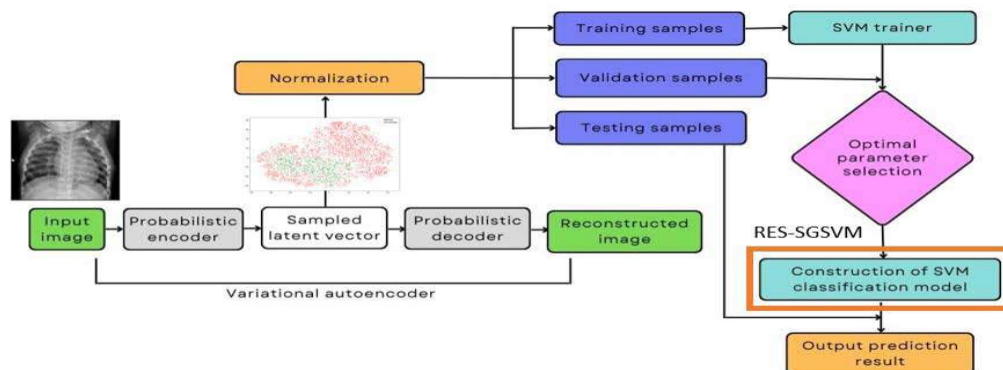 Training samples
SVM trainer
Normalization
Validation samples
Testing samples
Optimal
parameter
selection
Input
image
Probabilistic
encoder
Sampled
latent vector
Probabilistic
decoder
Reconstructed
image
RES-SGSVM
Construction of SVM
classification model
Variational autoencoder
Output prediction
result